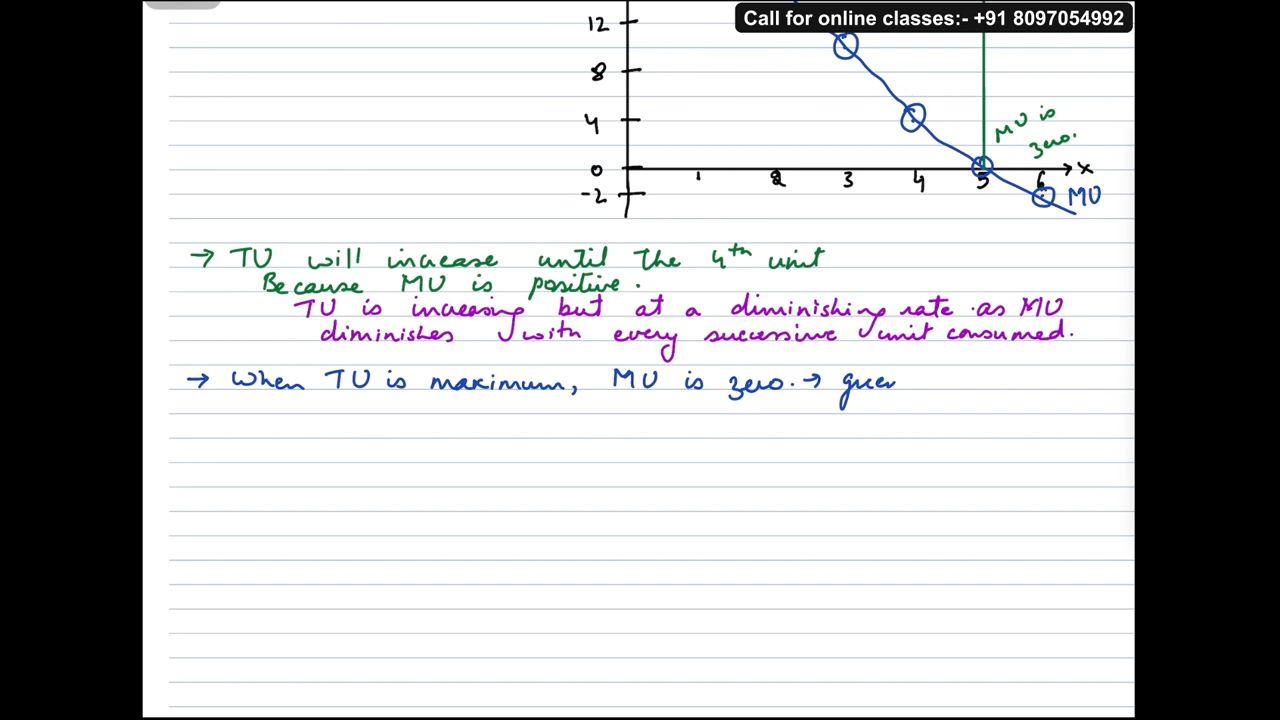 Call for online classes:- +91 8097054992
12
8
4
MU is
zero.
0
x
1 2 3 4 5 6
-2
MU
→ TU will increase until the 4th unit
Because MU is positive.
TU is increasing but at a diminishing rate as MU
diminishes with every successive unit consumed.
→ When TU is maximum, MU is zero. → green